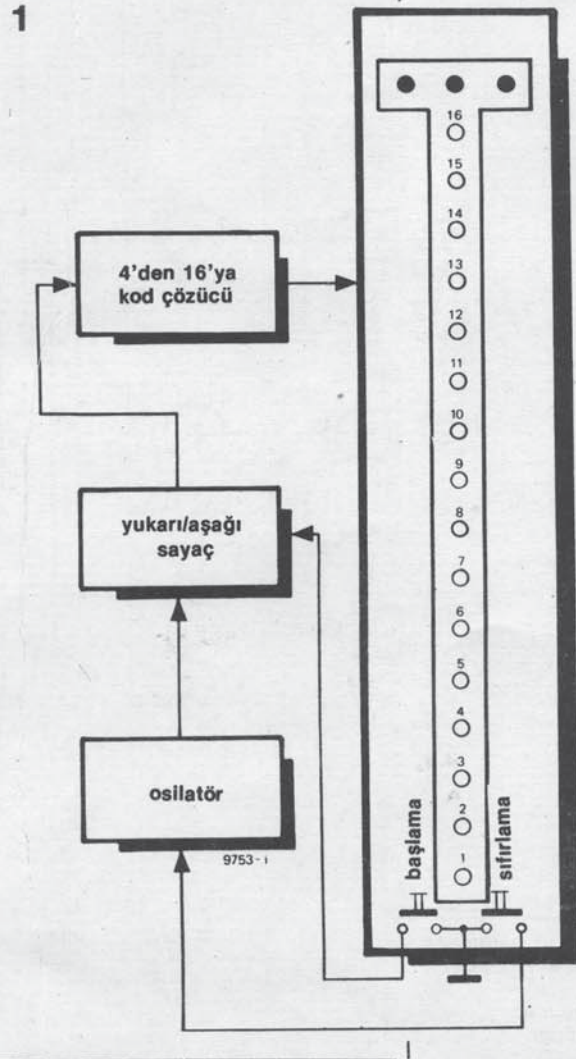 1
16
15
14
4'den 16'ya
kod çözücü
13
12
11
10
9
yukarı/aşağı
sayaç
8
7
6
5
4
osilatör
3
başlama
sıfırlama
2
9753 - i
1